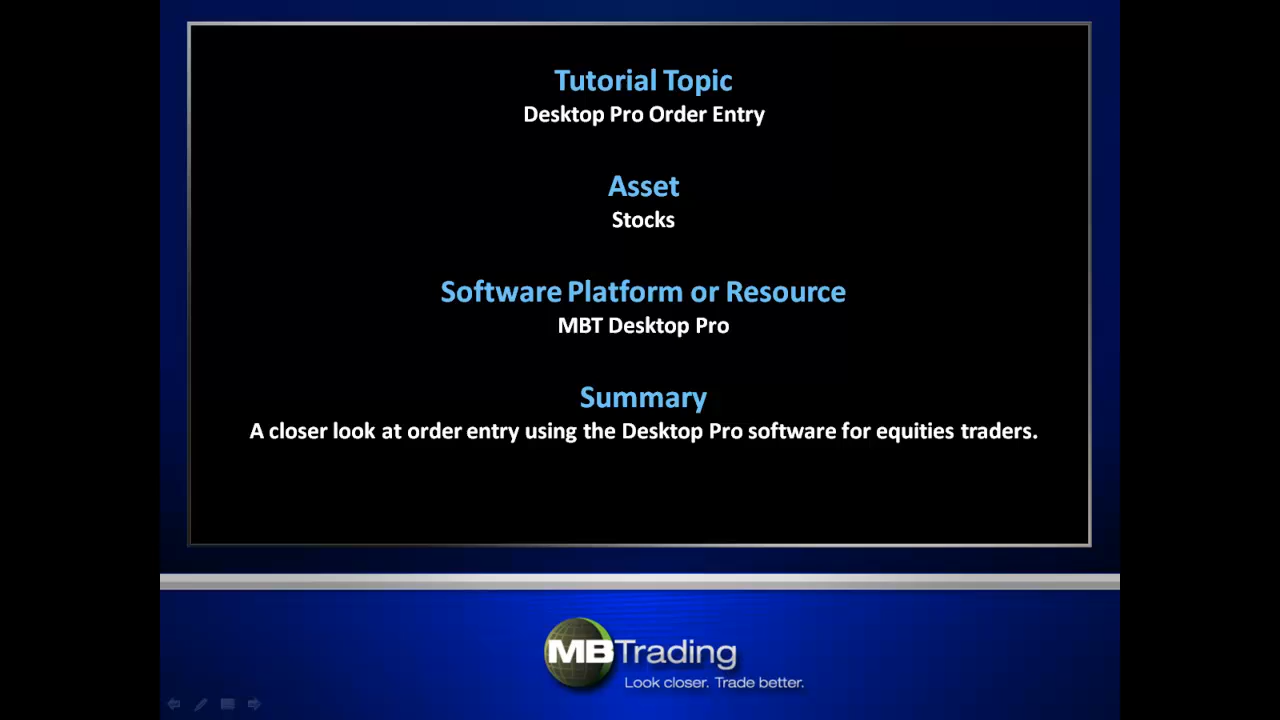 Tutorial Topic
Desktop Pro Order Entry
Asset
Stocks
Software Platform or Resource
MBT Desktop Pro
Summary
A closer look at order entry using the Desktop Pro software for equities traders.
MBTrading
Look closer. Trade better.